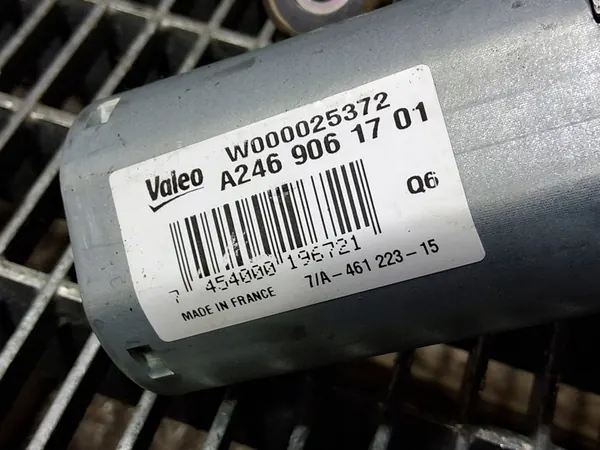 Valeo
W000025372
A246 906 17 01
Q6
7 454000 196721
MADE IN FRANCE
7/A-461 223-15